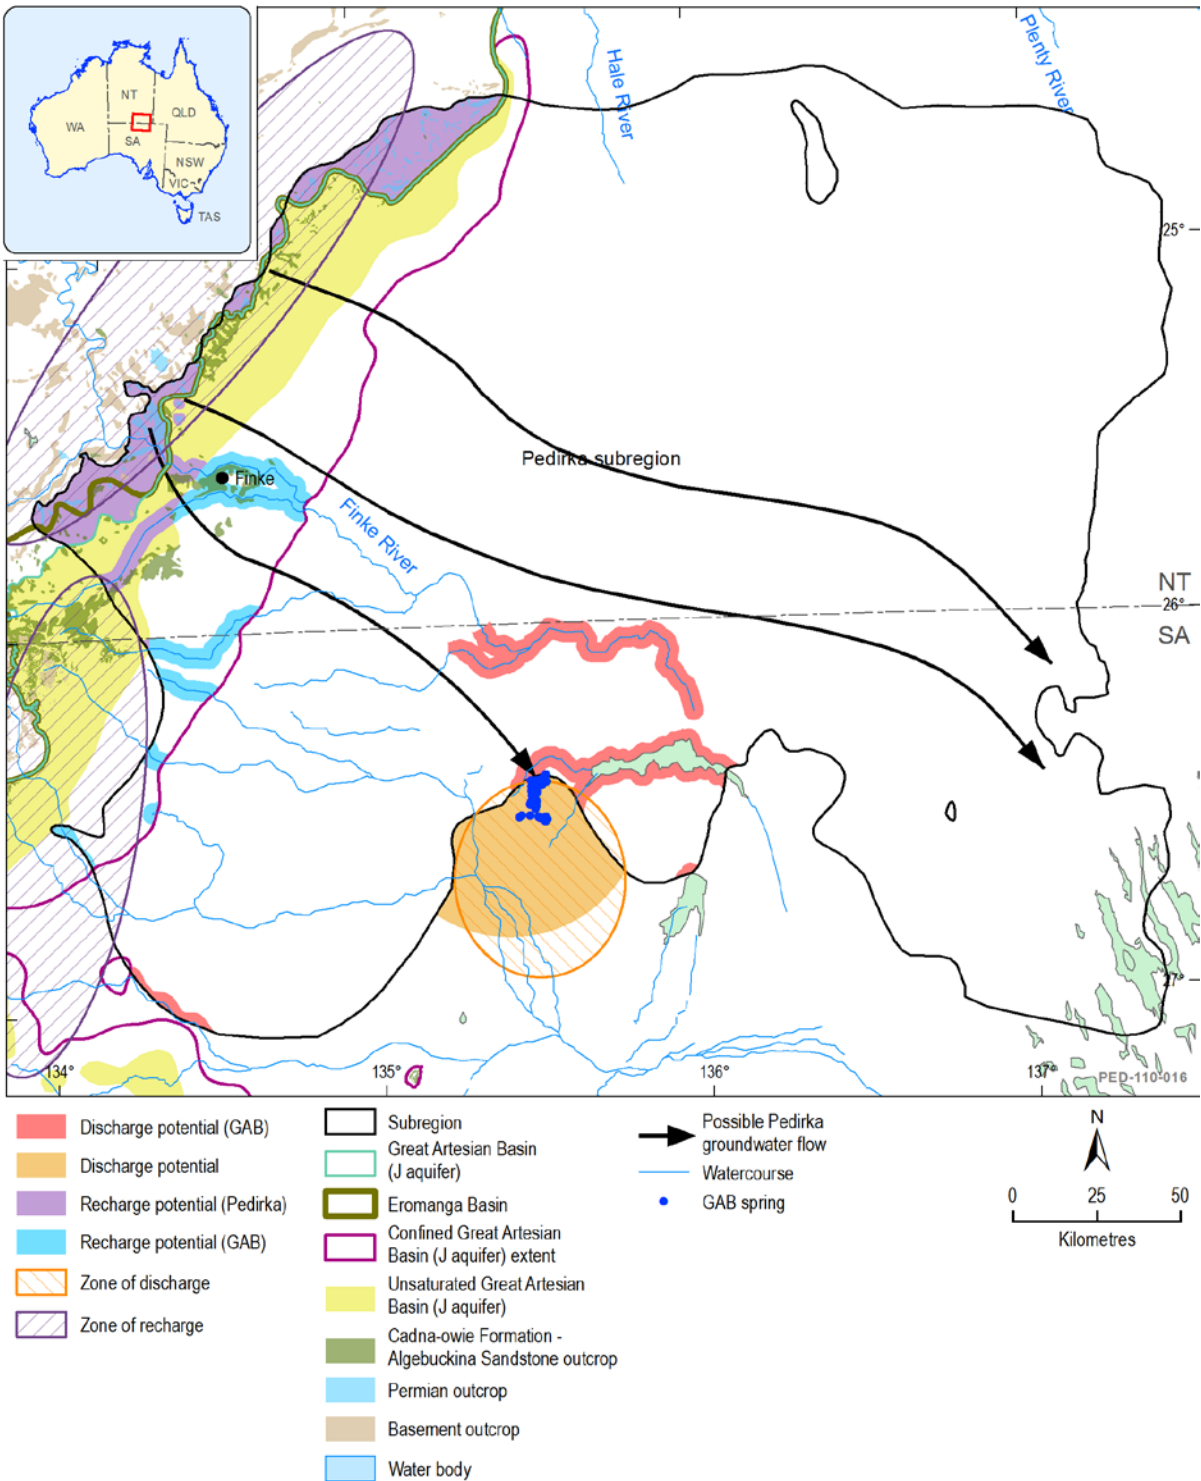 NT
WA
QLD
SA
NSW
VIC
TAS
Hale River
Plenty River
25°
Pedirka subregion
Finke
Finke River
NT
26°
SA
27°
134°
135°
136°
137°
PED-110-016
Discharge potential (GAB)
Discharge potential
Recharge potential (Pedirka)
Recharge potential (GAB)
Zone of discharge
Zone of recharge
Subregion
Great Artesian Basin
(J aquifer)
Eromanga Basin
Confined Great Artesian
Basin (J aquifer) extent
Unsaturated Great Artesian
Basin (J aquifer)
Cadna-owie Formation -
Algebuckina Sandstone outcrop
Permian outcrop
Basement outcrop
Water body
Possible Pedirka
groundwater flow
Watercourse
GAB spring
N
0 25 50
Kilometres